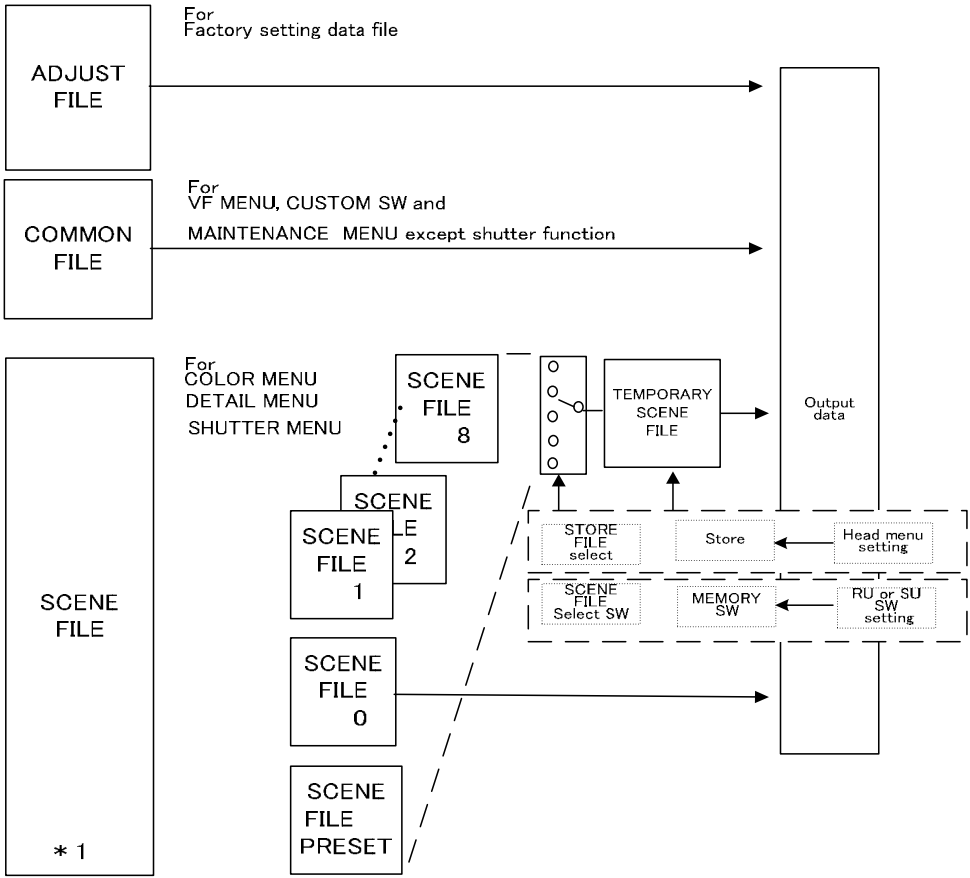 For
Factory setting data file
ADJUST
FILE
For
VF MENU, CUSTOM SW and
MAINTENANCE MENU except shutter function
COMMON
FILE
For
COLOR MENU
DETAIL MENU
SHUTTER MENU
SCENE
FILE
8
TEMPORARY
SCENE
FILE
Output
data
SCENE
LE
2
SCENE
FILE
1
STORE
FILE
select
Store
Head menu
setting
SCENE
FILE
Select SW
MEMORY
SW
RU or SU
SW
setting
SCENE
FILE
SCENE
FILE
0
SCENE
FILE
PRESET
* 1